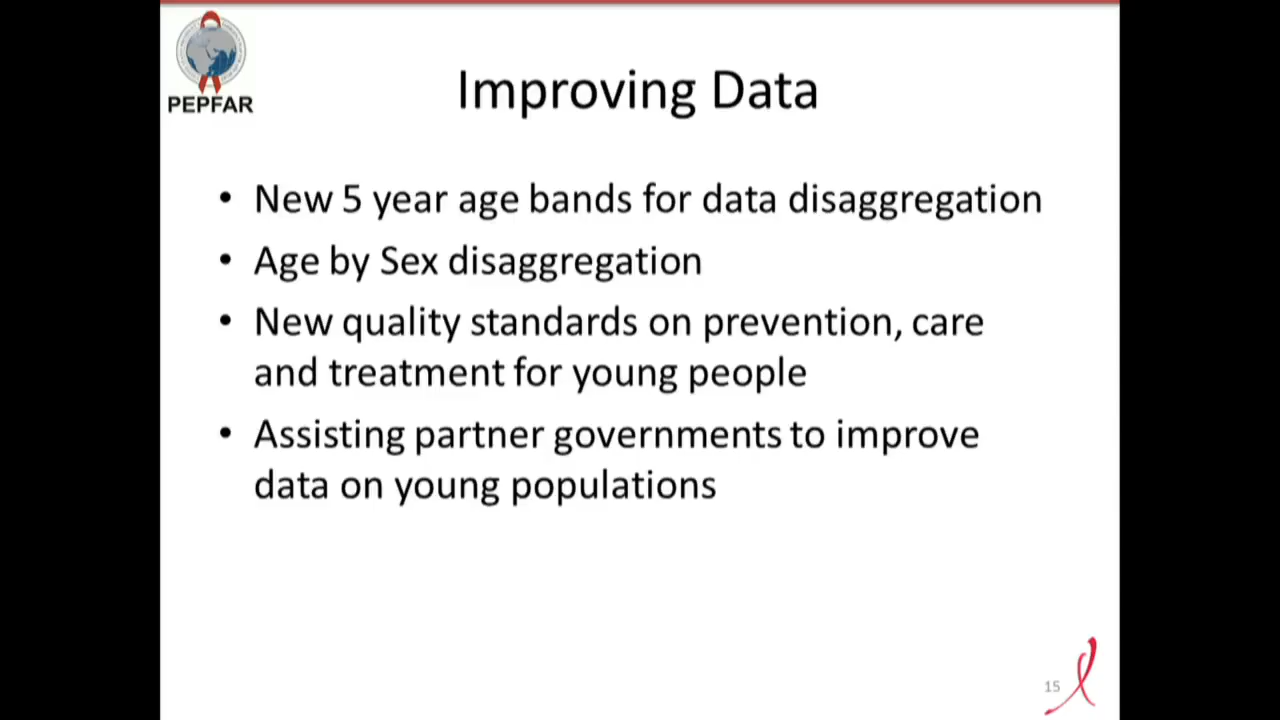 PEPFAR
Improving Data
• New 5 year age bands for data disaggregation
• Age by Sex disaggregation
• New quality standards on prevention, care
and treatment for young people
• Assisting partner governments to improve
data on young populations
15